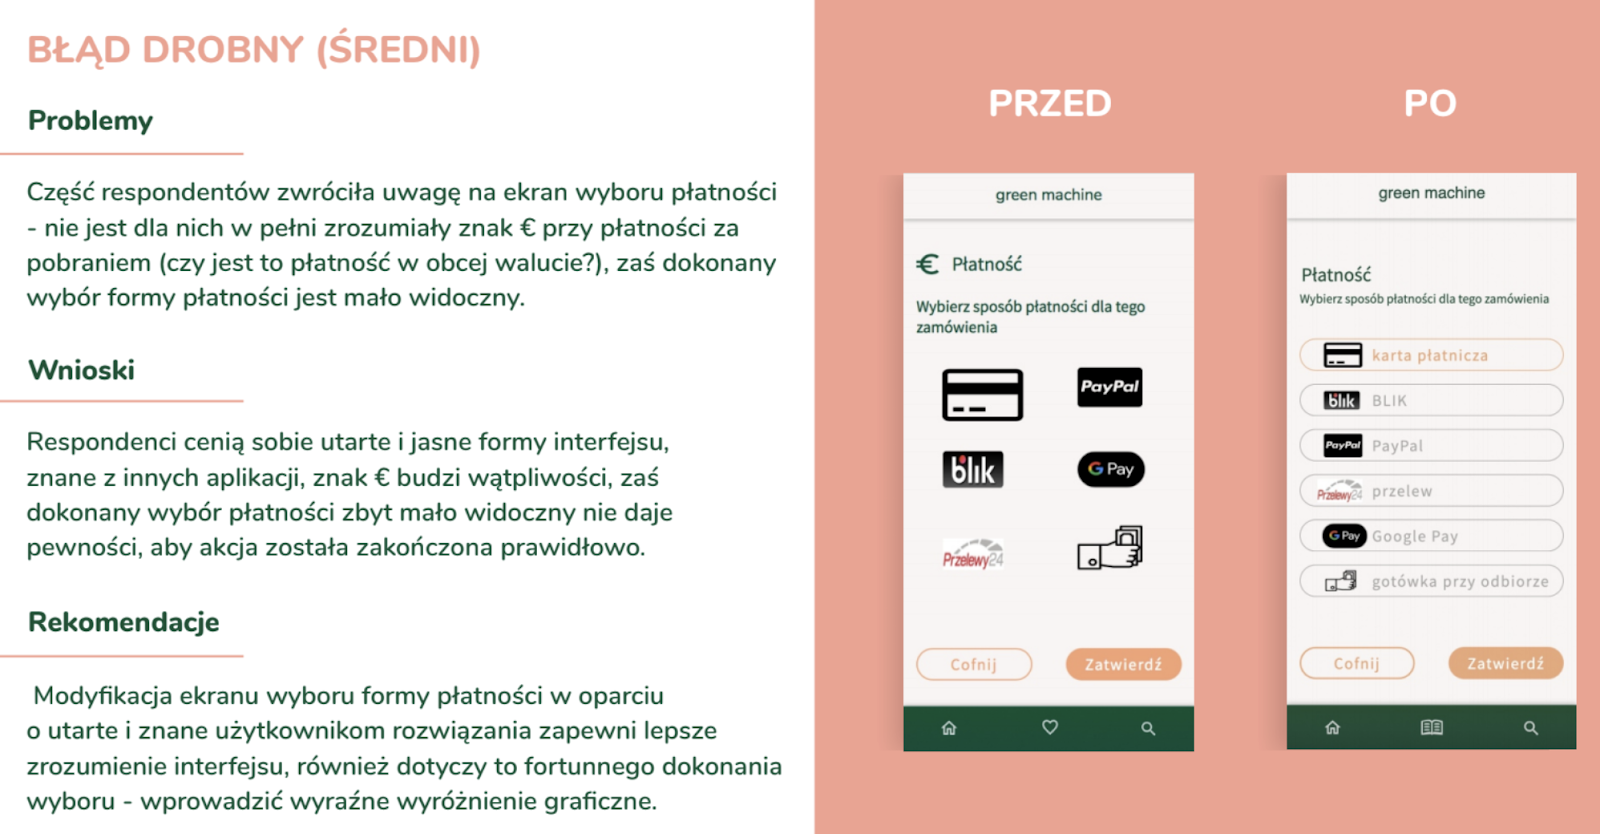 BŁĄD DROBNY (ŚREDNI)
Problemy
Część respondentów zwróciła uwagę na ekran wyboru płatności
- nie jest dla nich w pełni zrozumiały znak € przy płatności za
pobraniem (czy jest to płatność w obcej walucie?), zaś dokonany
wybór formy płatności jest mało widoczny.
Wnioski
Respondenci cenią sobie utarte i jasne formy interfejsu,
znane z innych aplikacji, znak € budzi wątpliwości, zaś
dokonany wybór płatności zbyt mało widoczny nie daje
pewności, aby akcja została zakończona prawidłowo.
Rekomendacje
Modyfikacja ekranu wyboru formy płatności w oparciu
o utarte i znane użytkownikom rozwiązania zapewni lepsze
zrozumienie interfejsu, również dotyczy to fortunnego dokonania
wyboru - wprowadzić wyraźne wyróżnienie graficzne.
PRZED
green machine
€ Płatność
Wybierz sposób płatności dla tego
zamówienia
PayPal
blik
G Pay
Przelewy24
Cofnij
Zatwierdź
PO
green machine
Płatność
Wybierz sposób płatności dla tego zamówienia
karta płatnicza
blik BLIK
PayPal PayPal
Przelewy24 przelew
G Pay Google Pay
gotówka przy odbiorze
Cofnij
Zatwierdź